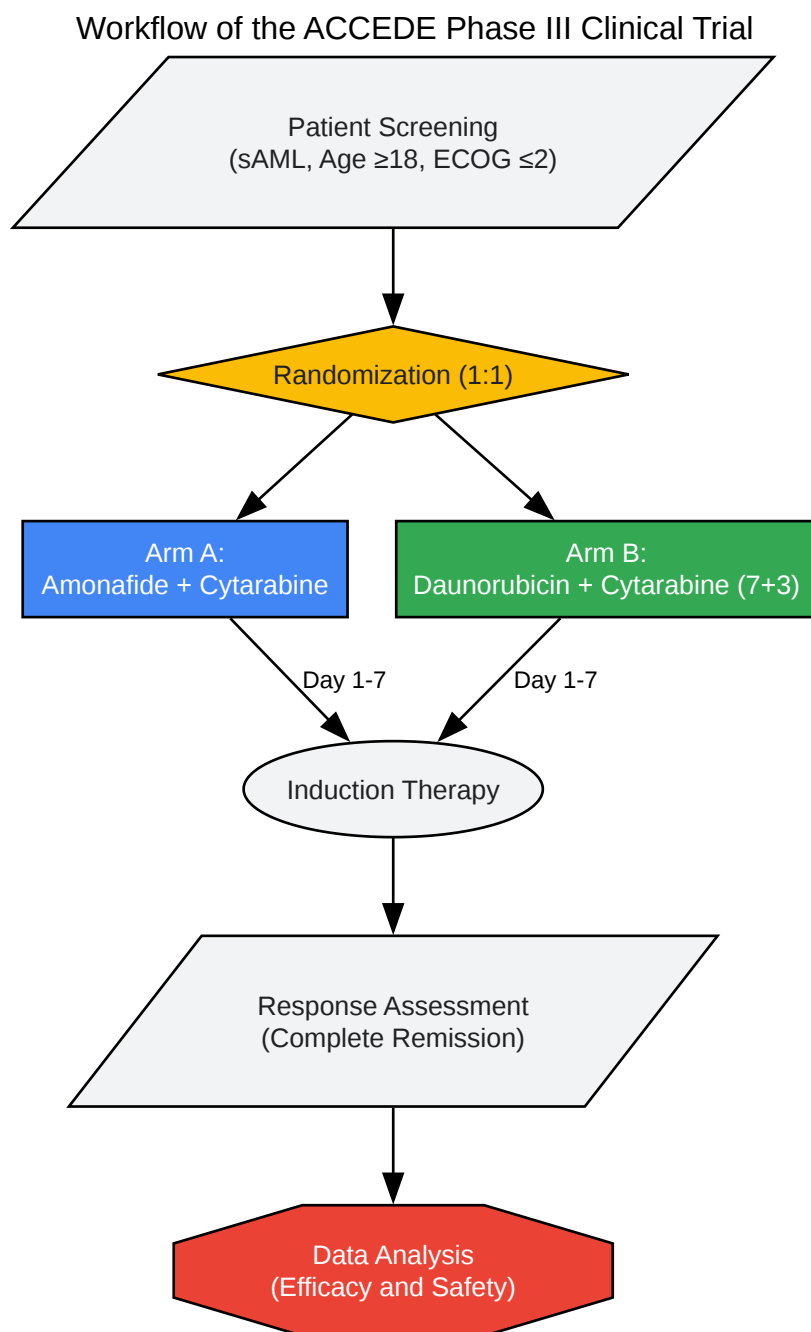 Workflow of the ACCEDE Phase III Clinical Trial
Patient Screening
(sAML, Age ≥18, ECOG ≤2)
Randomization (1:1)
Arm A:
Amonafide + Cytarabine
Arm B:
Daunorubicin + Cytarabine (7+3)
Day 1-7
Day 1-7
Induction Therapy
Response Assessment
(Complete Remission)
Data Analysis
(Efficacy and Safety)